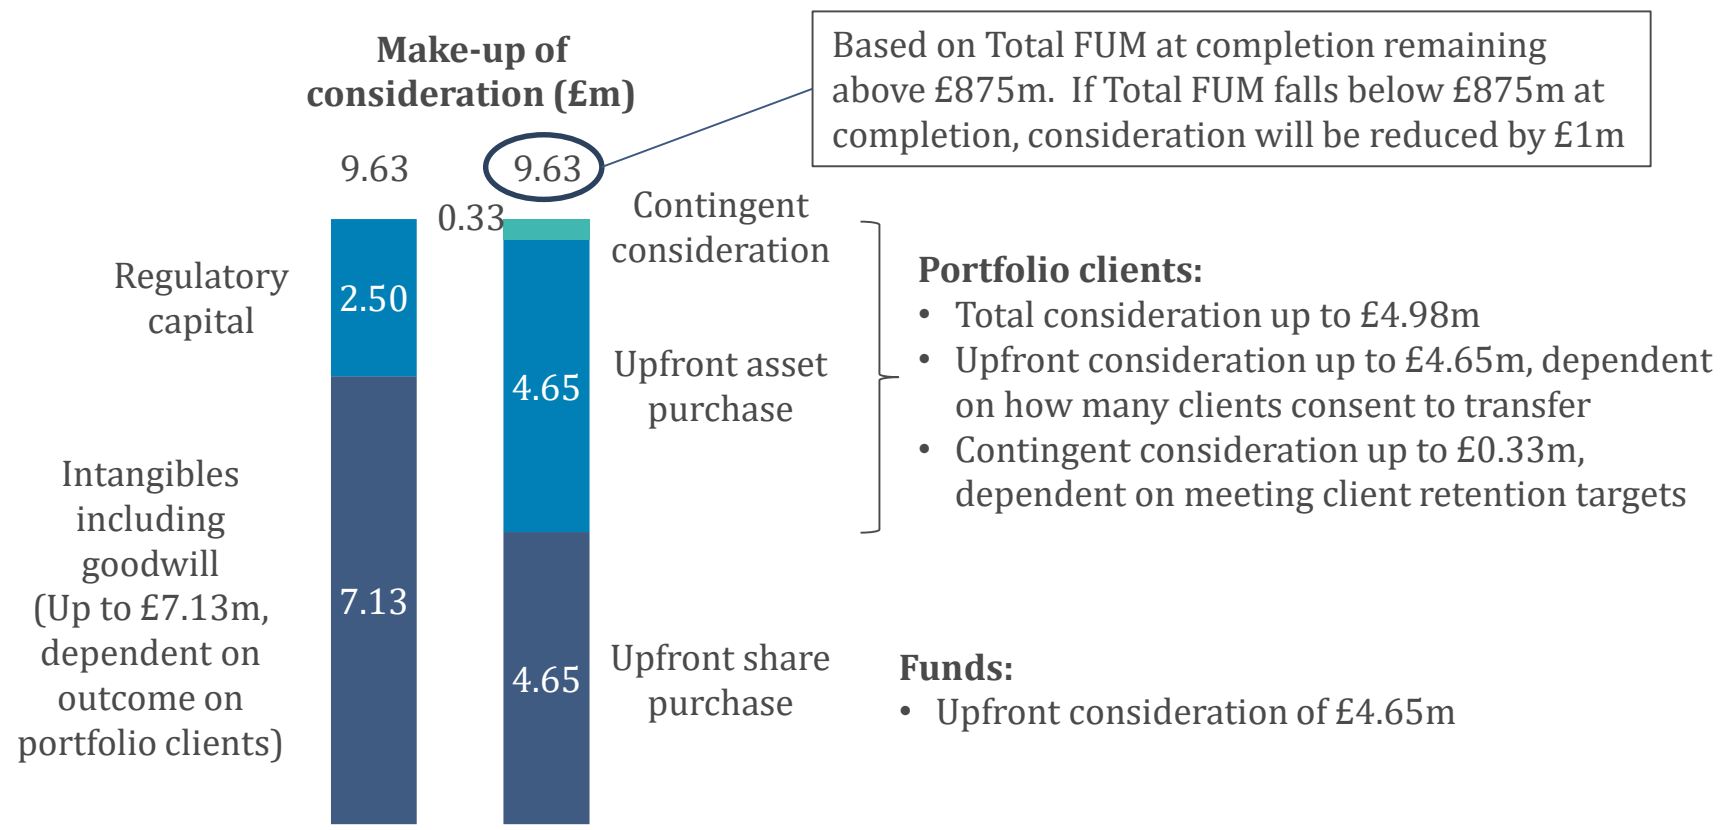 Make-up of
consideration (£m)
Based on Total FUM at completion remaining
above £875m.  If Total FUM falls below £875m at
completion, consideration will be reduced by £1m
9.63
9.63
0.33
Contingent
consideration
Regulatory
capital
2.50
4.65
Upfront asset
purchase
Portfolio clients:
• Total consideration up to £4.98m
• Upfront consideration up to £4.65m, dependent
on how many clients consent to transfer
• Contingent consideration up to £0.33m,
dependent on meeting client retention targets
Intangibles
including
goodwill
(Up to £7.13m,
dependent on
outcome on
portfolio clients)
7.13
4.65
Upfront share
purchase
Funds:
• Upfront consideration of £4.65m